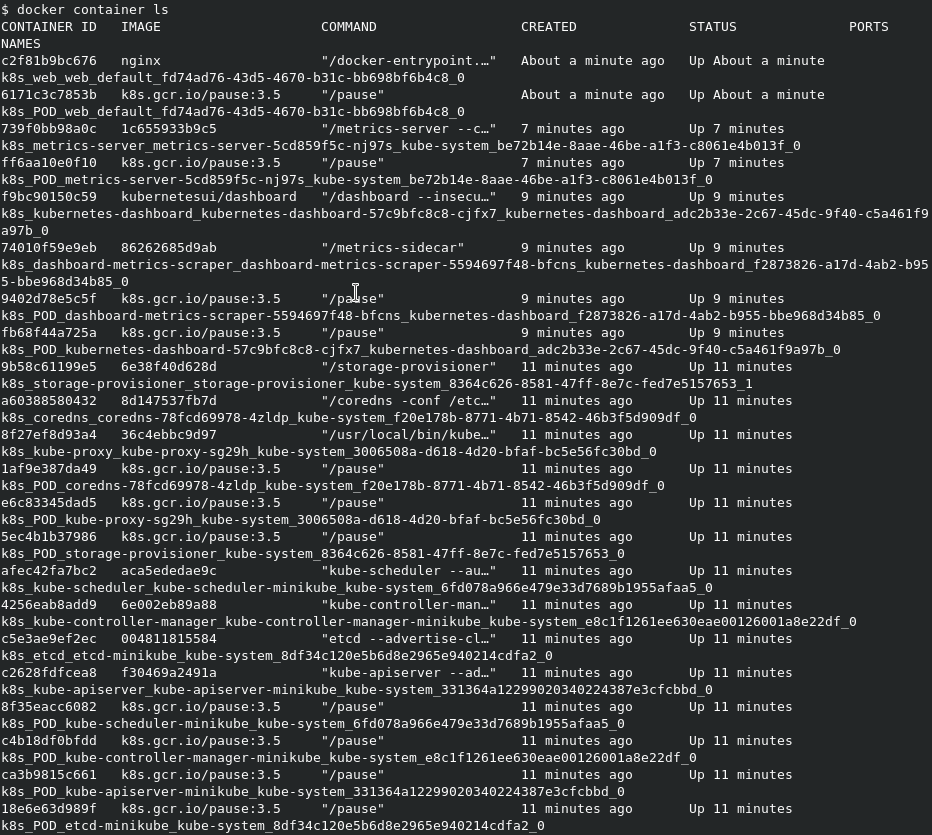 $ docker container ls
CONTAINER ID   IMAGE                    COMMAND                  CREATED              STATUS              PORTS
NAMES
c2f81b9bc676   nginx                    "/docker-entrypoint.…"   About a minute ago   Up About a minute
k8s_web_web_default_fd74ad76-43d5-4670-b31c-bb698bf6b4c8_0
6171c3c7853b   k8s.gcr.io/pause:3.5     "/pause"                 About a minute ago   Up About a minute
k8s_POD_web_default_fd74ad76-43d5-4670-b31c-bb698bf6b4c8_0
739f0bb98a0c   1c655933b9c5             "/metrics-server --c…"   7 minutes ago        Up 7 minutes
k8s_metrics-server_metrics-server-5cd859f5c-nj97s_kube-system_be72b14e-8aae-46be-a1f3-c8061e4b013f_0
ff6aa10e0f10   k8s.gcr.io/pause:3.5     "/pause"                 7 minutes ago        Up 7 minutes
k8s_POD_metrics-server-5cd859f5c-nj97s_kube-system_be72b14e-8aae-46be-a1f3-c8061e4b013f_0
f9bc90150c59   kubernetesui/dashboard   "/dashboard --insecu…"   9 minutes ago        Up 9 minutes
k8s_kubernetes-dashboard_kubernetes-dashboard-57c9bfc8c8-cjfx7_kubernetes-dashboard_adc2b33e-2c67-45dc-9f40-c5a461f9
a97b_0
74010f59e9eb   86262685d9ab             "/metrics-sidecar"       9 minutes ago        Up 9 minutes
k8s_dashboard-metrics-scraper_dashboard-metrics-scraper-5594697f48-bfcns_kubernetes-dashboard_f2873826-a17d-4ab2-b95
5-bbe968d34b85_0
9402d78e5c5f   k8s.gcr.io/pause:3.5     "/pause"                 9 minutes ago        Up 9 minutes
k8s_POD_dashboard-metrics-scraper-5594697f48-bfcns_kubernetes-dashboard_f2873826-a17d-4ab2-b955-bbe968d34b85_0
fb68f44a725a   k8s.gcr.io/pause:3.5     "/pause"                 9 minutes ago        Up 9 minutes
k8s_POD_kubernetes-dashboard-57c9bfc8c8-cjfx7_kubernetes-dashboard_adc2b33e-2c67-45dc-9f40-c5a461f9a97b_0
9b58c61199e5   6e38f40d628d             "/storage-provisioner"   11 minutes ago       Up 11 minutes
k8s_storage-provisioner_storage-provisioner_kube-system_8364c626-8581-47ff-8e7c-fed7e5157653_1
a60388580432   8d147537fb7d             "/coredns -conf /etc…"   11 minutes ago       Up 11 minutes
k8s_coredns_coredns-78fcd69978-4zldp_kube-system_f20e178b-8771-4b71-8542-46b3f5d909df_0
8f27ef8d93a4   36c4ebbc9d97             "/usr/local/bin/kube…"   11 minutes ago       Up 11 minutes
k8s_kube-proxy_kube-proxy-sg29h_kube-system_3006508a-d618-4d20-bfaf-bc5e56fc30bd_0
1af9e387da49   k8s.gcr.io/pause:3.5     "/pause"                 11 minutes ago       Up 11 minutes
k8s_POD_coredns-78fcd69978-4zldp_kube-system_f20e178b-8771-4b71-8542-46b3f5d909df_0
e6c83345dad5   k8s.gcr.io/pause:3.5     "/pause"                 11 minutes ago       Up 11 minutes
k8s_POD_kube-proxy-sg29h_kube-system_3006508a-d618-4d20-bfaf-bc5e56fc30bd_0
5ec4b1b37986   k8s.gcr.io/pause:3.5     "/pause"                 11 minutes ago       Up 11 minutes
k8s_POD_storage-provisioner_kube-system_8364c626-8581-47ff-8e7c-fed7e5157653_0
afec42fa7bc2   aca5ededae9c             "kube-scheduler --au…"   11 minutes ago       Up 11 minutes
k8s_kube-scheduler_kube-scheduler-minikube_kube-system_6fd078a966e479e33d7689b1955afaa5_0
4256eab8add9   6e002eb89a88             "kube-controller-man…"   11 minutes ago       Up 11 minutes
k8s_kube-controller-manager_kube-controller-manager-minikube_kube-system_e8c1f1261ee630eae00126001a8e22df_0
c5e3ae9ef2ec   004811815584             "etcd --advertise-cl…"   11 minutes ago       Up 11 minutes
k8s_etcd_etcd-minikube_kube-system_8df34c120e5b6d8e2965e940214cdfa2_0
c2628fdfcea8   f30469a2491a             "kube-apiserver --ad…"   11 minutes ago       Up 11 minutes
k8s_kube-apiserver_kube-apiserver-minikube_kube-system_331364a12299020340224387e3cfcbbd_0
8f35eacc6082   k8s.gcr.io/pause:3.5     "/pause"                 11 minutes ago       Up 11 minutes
k8s_POD_kube-scheduler-minikube_kube-system_6fd078a966e479e33d7689b1955afaa5_0
c4b18df0bfdd   k8s.gcr.io/pause:3.5     "/pause"                 11 minutes ago       Up 11 minutes
k8s_POD_kube-controller-manager-minikube_kube-system_e8c1f1261ee630eae00126001a8e22df_0
ca3b9815c661   k8s.gcr.io/pause:3.5     "/pause"                 11 minutes ago       Up 11 minutes
k8s_POD_kube-apiserver-minikube_kube-system_331364a12299020340224387e3cfcbbd_0
18e6e63d989f   k8s.gcr.io/pause:3.5     "/pause"                 11 minutes ago       Up 11 minutes
k8s_POD_etcd-minikube_kube-system_8df34c120e5b6d8e2965e940214cdfa2_0